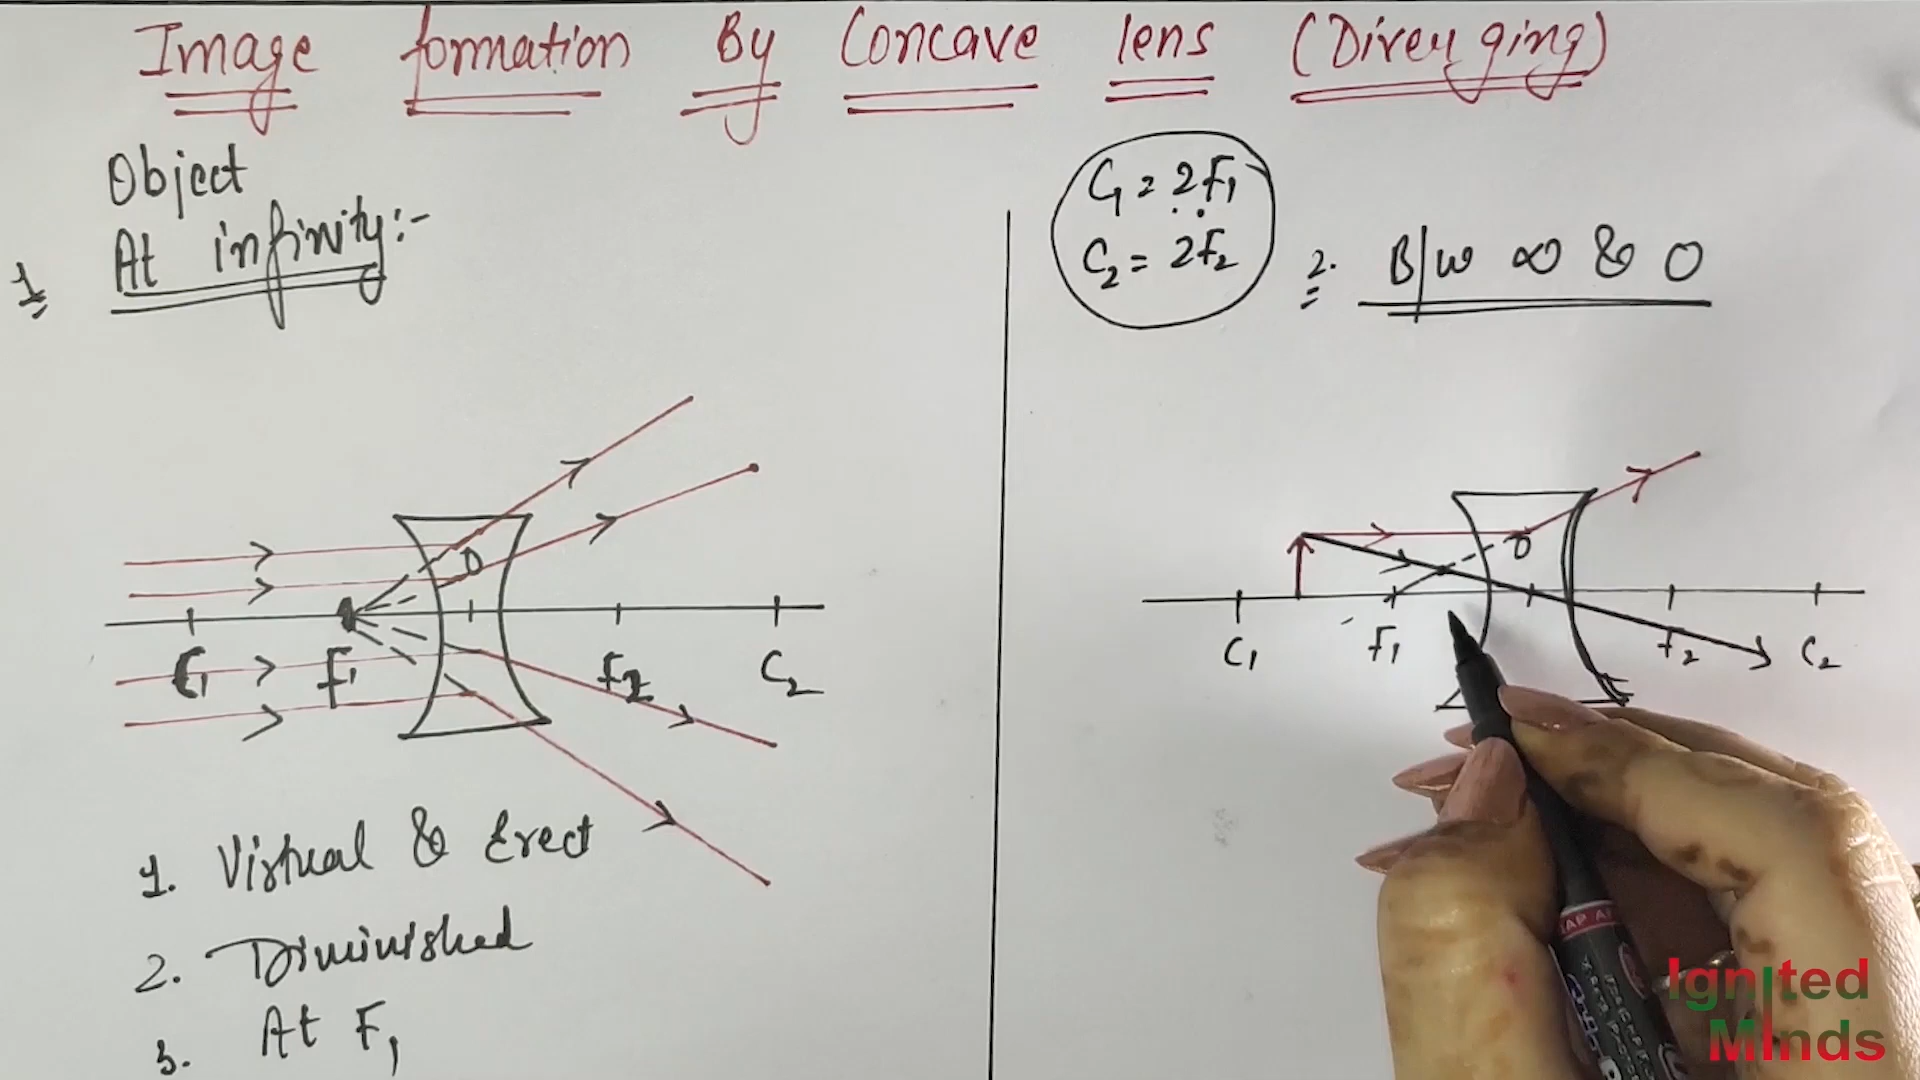 Image formation By Concave lens (Diverging)
Object
1 At infinity:-
C1 = 2F1
C2 = 2F2
2. B/w ∞ & O
O
C1 F1 F2 C2
1. Virtual & Erect
2. Diminished
3. At F1
O
C1 F1 F2 C2
Ignited
Minds